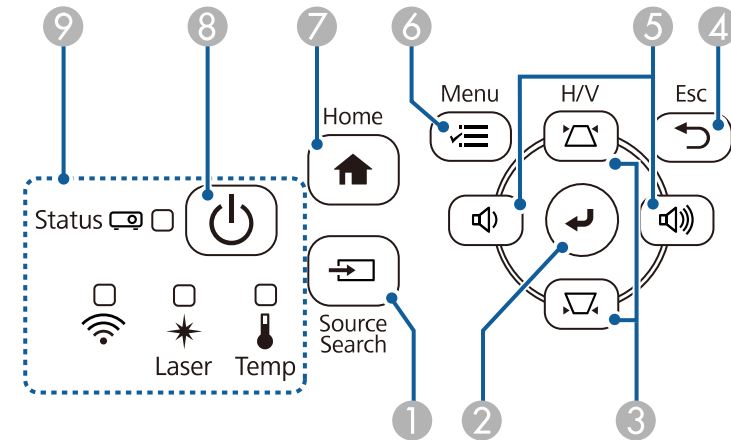 9 8 7 6 5 4
Menu H/V Esc
Home
Status
Source
Search
Laser Temp
1 2 3